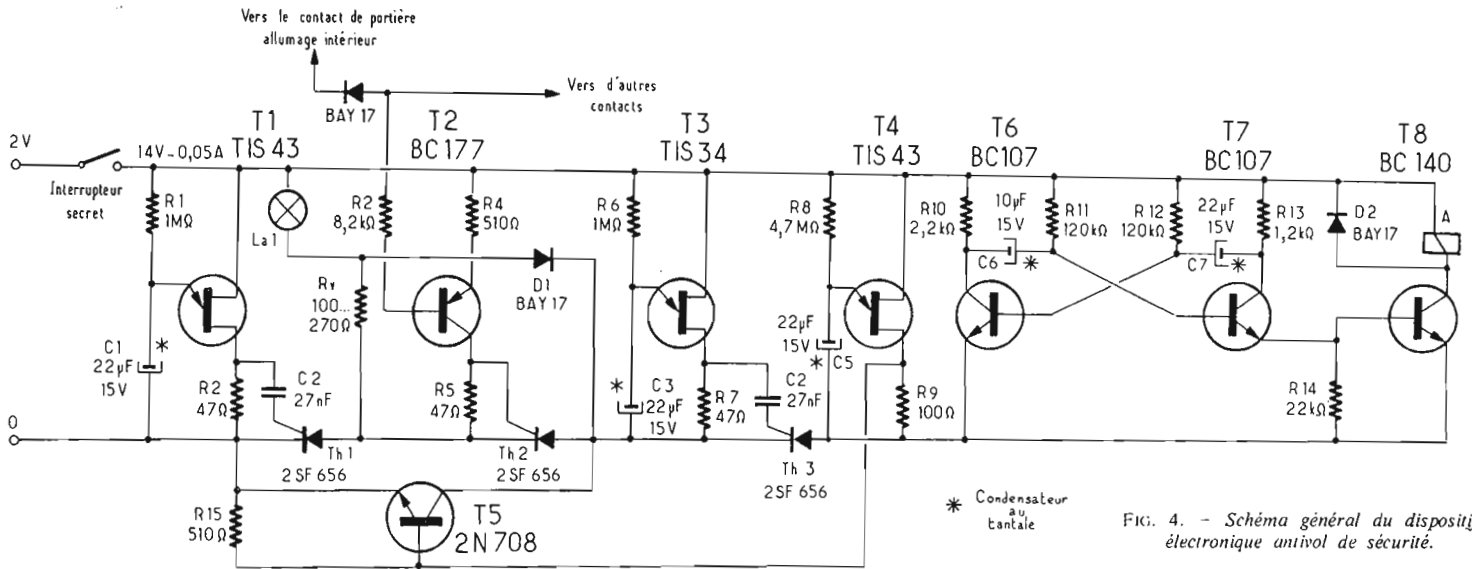 Vers le contact de portière
allumage intérieur
BAY 17
Vers d'autres
contacts
2V
Interrupteur
secret
14V_0,05A
T1
TIS 43
T2
BC 177
T3
TIS 34
T4
TIS 43
T6
BC107
T7
BC107
T8
BC 140
R1
1MΩ
La 1
R2
8,2kΩ
R4
510Ω
R6
1MΩ
R8
4,7MΩ
R10
2,2kΩ
10µF
15V
R11
120kΩ
R12
120kΩ
22µF
15V
R13
1,2kΩ
D2
BAY17
A
C6 *
C7 *
D1
BAY 17
Rv
100...
270Ω
C1 *
22µF
15V
R2
47Ω
C2
27nF
R5
47Ω
* C3
22µF
15V
R7
47Ω
C2
27nF
22µF
15V
* C5
R9
100Ω
R14
22kΩ
0
Th 1
2SF 656
Th 2
2SF 656
Th 3
2SF 656
R15
510Ω
T5
2N 708
* Condensateur
au
tantale
FIG. 4. – Schéma général du dispositif
électronique antivol de sécurité.